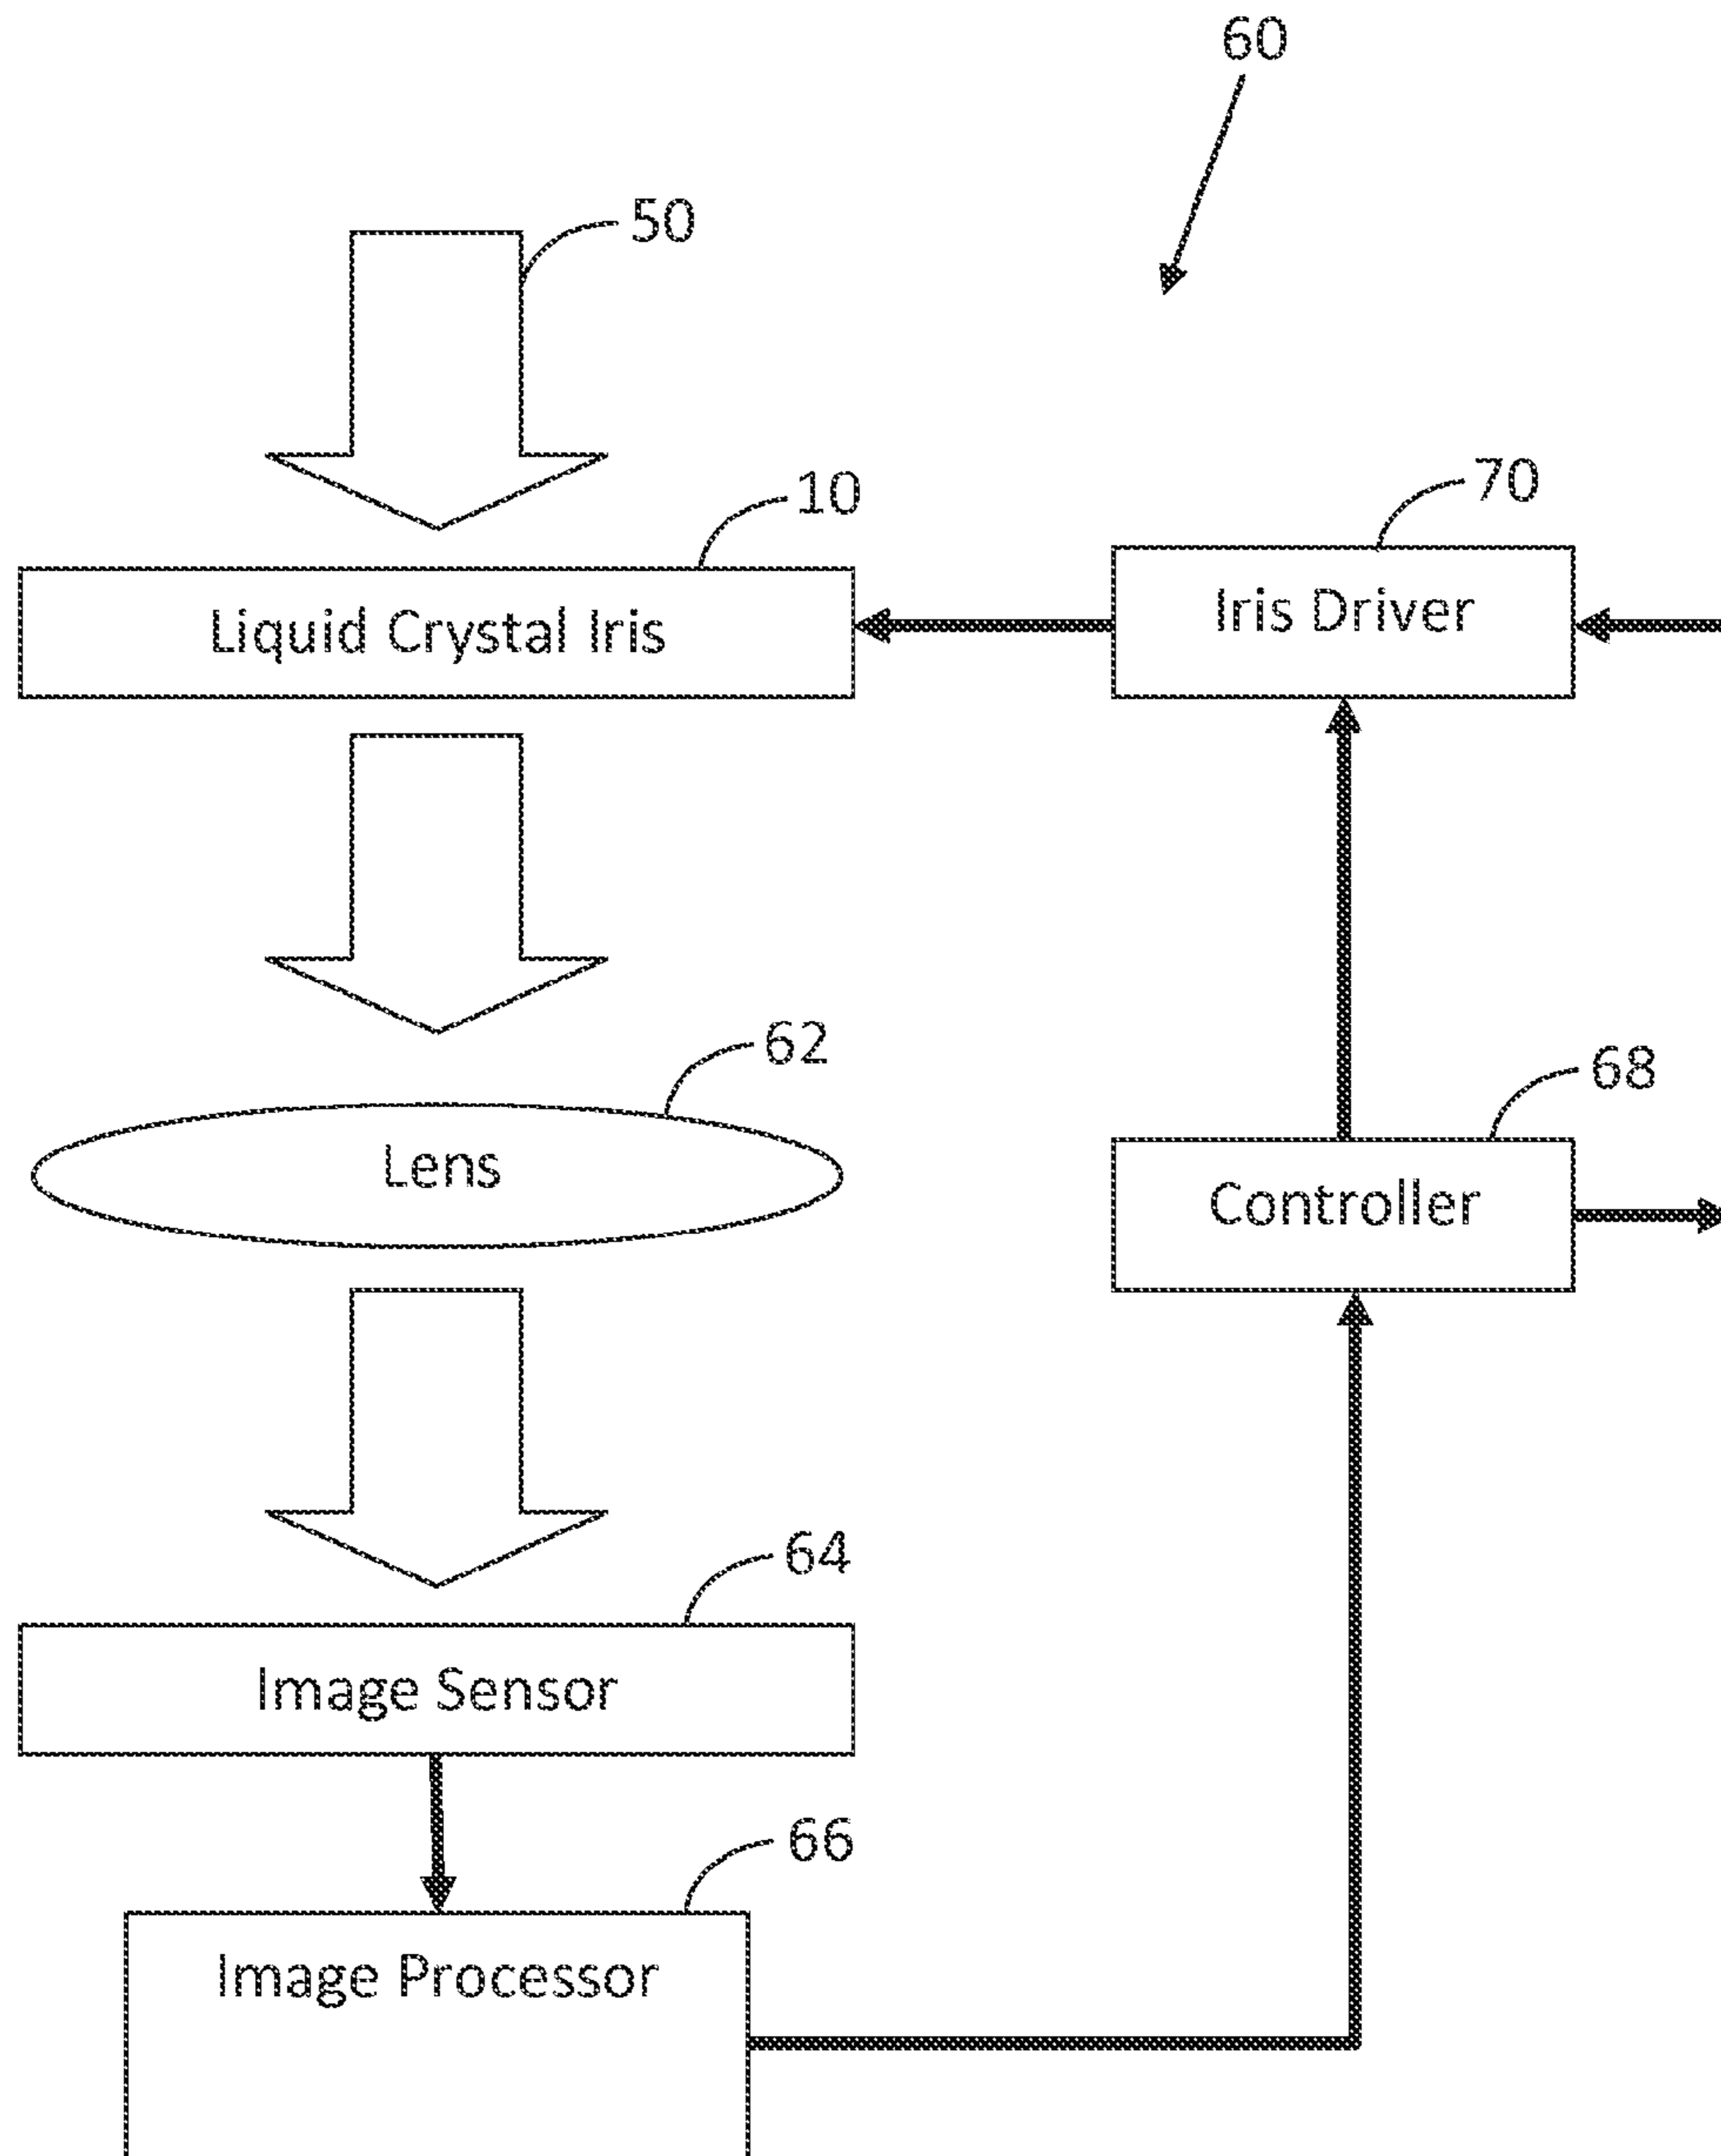 60
50
10
70
Liquid Crystal Iris
Iris Driver
62
68
Lens
Controller
64
Image Sensor
66
Image Processor